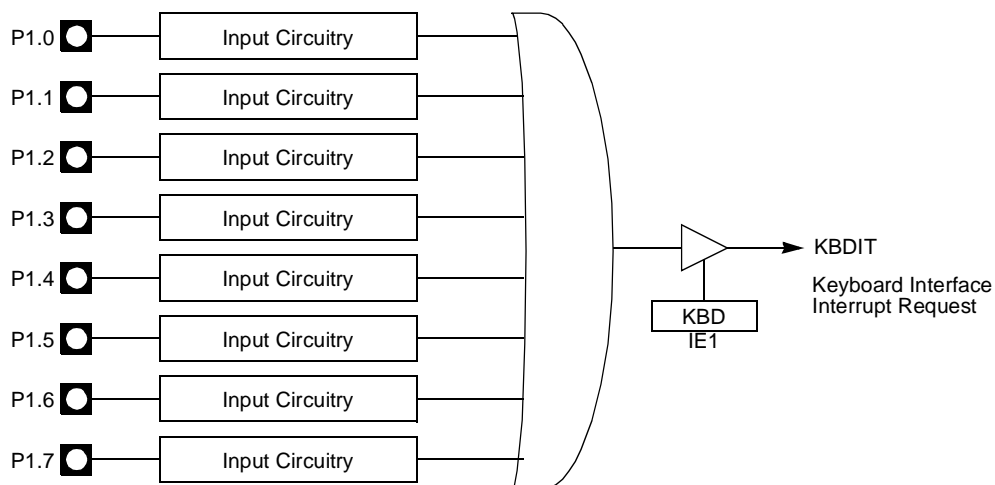 P1.0 Input Circuitry
P1.1 Input Circuitry
P1.2 Input Circuitry
P1.3 Input Circuitry
P1.4 Input Circuitry
P1.5 Input Circuitry
P1.6 Input Circuitry
P1.7 Input Circuitry
KBDIT
Keyboard Interface
Interrupt Request
KBD
IE1